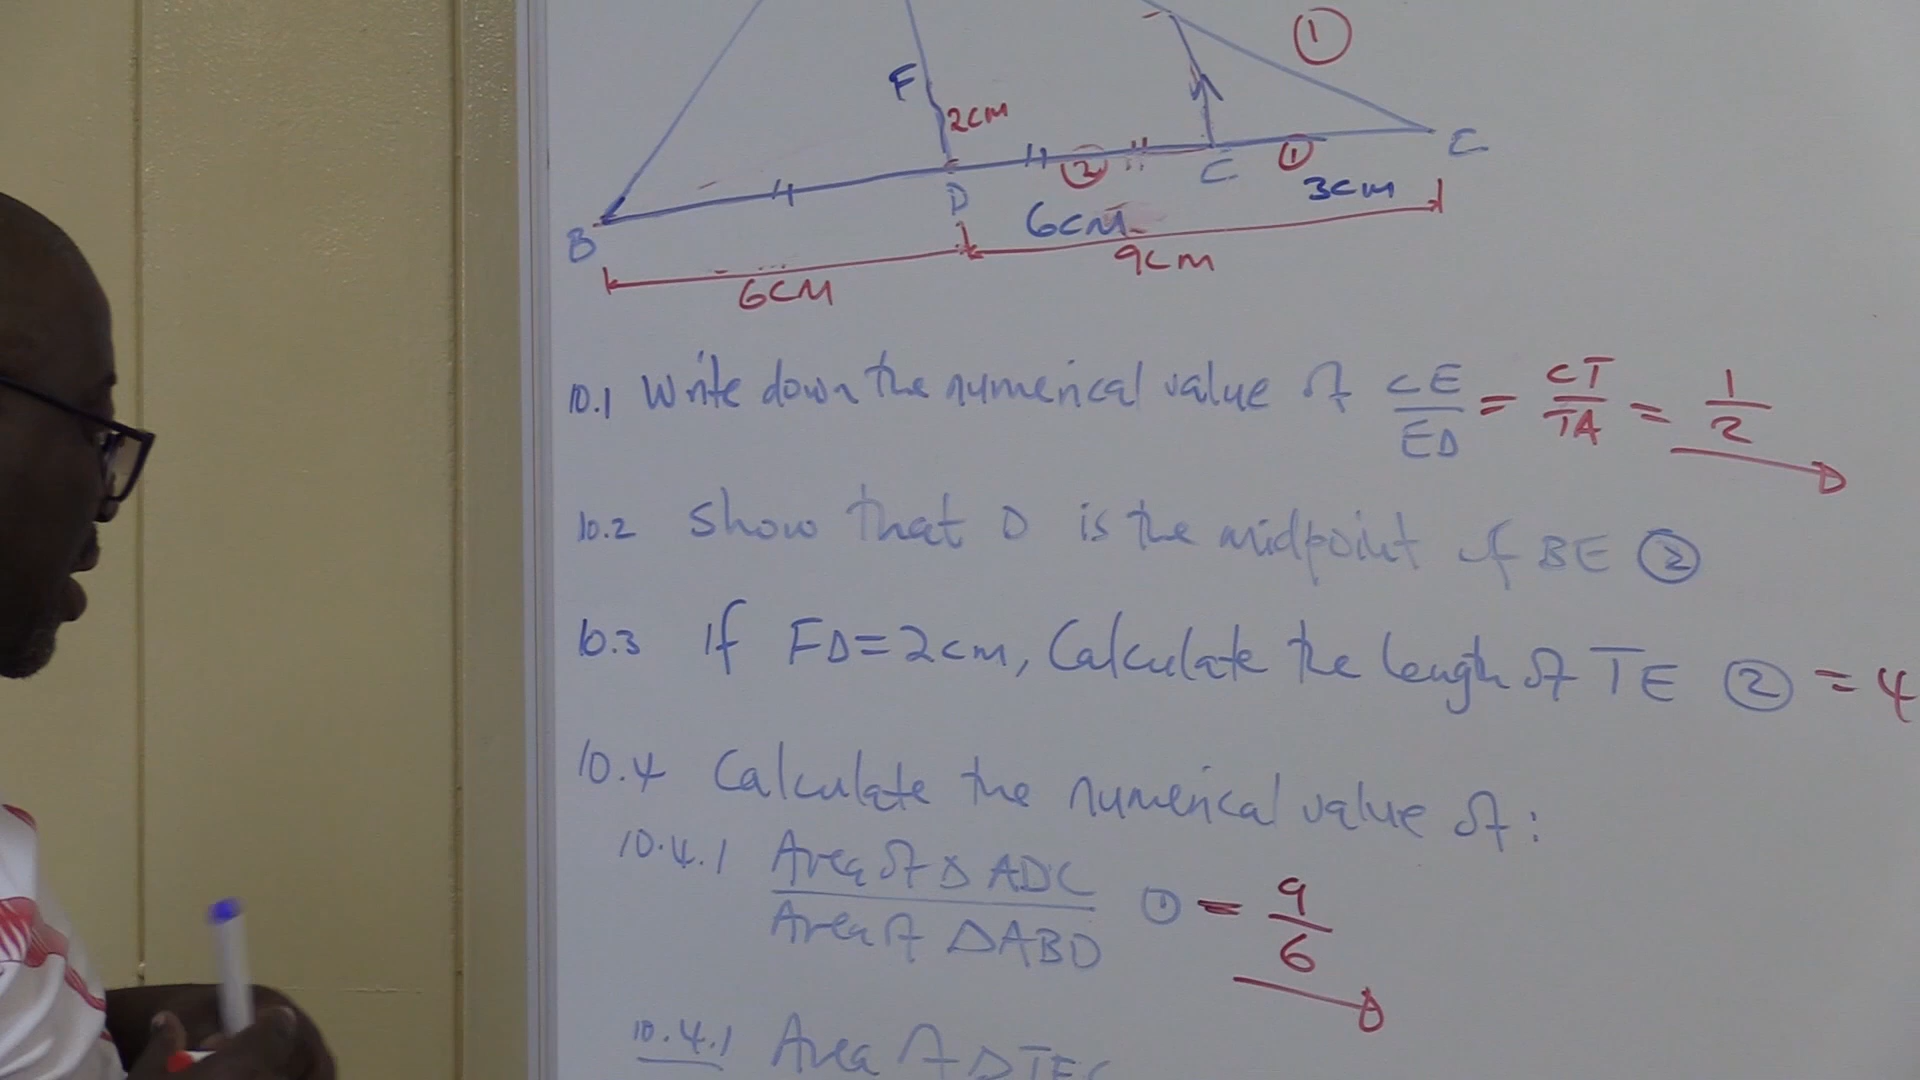 ①
F
2cm
② C ① C
3cm
D
6cm
B
9cm
6cm
10.1 Write down the numerical value of CE/ED = CT/TA = 1/2
10.2 Show that D is the midpoint of BE ②
10.3 If FD=2cm, Calculate the length of TE ② = 4
10.4 Calculate the numerical value of:
10.4.1 Area of Δ ADC / Area of ΔABD ① = 9/6
10.4.1 Area of ΔTEC